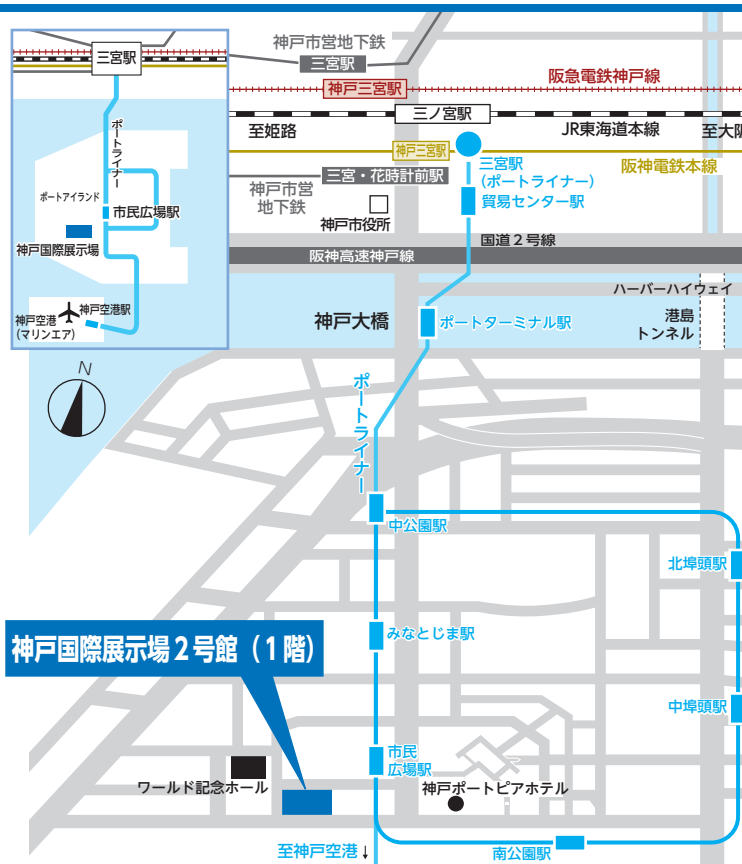 三宮駅
ポートライナー
ポートアイランド
市民広場駅
神戸国際展示場
神戸空港駅
神戸空港
(マリンエア)
N
神戸市営地下鉄
三宮駅
阪急電鉄神戸線
神戸三宮駅
三ノ宮駅
至姫路
JR東海道本線
至大阪
神戸三宮駅
三宮駅
(ポートライナー)
阪神電鉄本線
三宮・花時計前駅
神戸市営
地下鉄
貿易センター駅
神戸市役所
国道2号線
阪神高速神戸線
ハーバーハイウェイ
神戸大橋
ポートターミナル駅
港島
トンネル
ポートライナー
中公園駅
北埠頭駅
みなとじま駅
神戸国際展示場2号館(1階)
中埠頭駅
市民
広場駅
ワールド記念ホール
神戸ポートピアホテル
至神戸空港↓
南公園駅